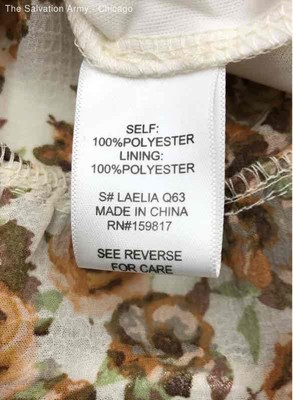 The Salvation Army - Chicago
SELF:
100%POLYESTER
LINING:
100%POLYESTER
S# LAELIA Q63
MADE IN CHINA
RN#159817
SEE REVERSE
FOR CARE